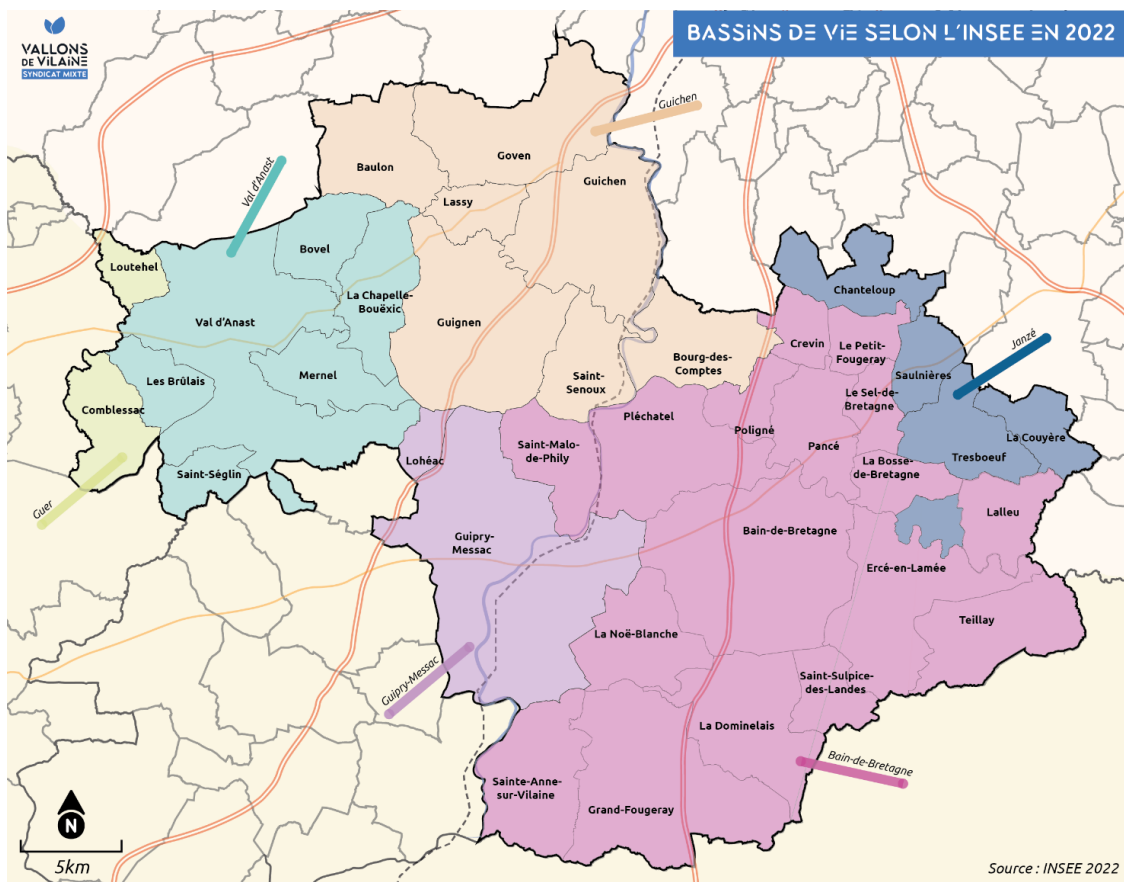 VALLONS
DE VILAINE
SYNDICAT MIXTE
BASSINS DE VIE SELON L'INSEE EN 2022
Guichen
Baulon
Goven
Guichen
Val d'Anast
Lassy
Bovel
Loutehel
La Chapelle-
Bouëxic
Chanteloup
Val d'Anast
Guignen
Crevin
Le Petit-
Fougeray
Janzé
Bourg-des-
Comptes
Mernel
Saulnières
Les Brûlais
Saint-
Senoux
Le Sel-de-
Bretagne
Comblessac
Pléchatel
Poligné
La Couyère
Saint-Malo-
de-Phily
Pancé
Tresboeuf
Lohéac
La Bosse-
de-Bretagne
Saint-Séglin
Guer
Lalleu
Bain-de-Bretagne
Guipry-
Messac
Ercé-en-Lamée
Teillay
La Noë-Blanche
Guipry-Messac
Saint-Sulpice-
des-Landes
La Dominelais
Bain-de-Bretagne
Sainte-Anne-
sur-Vilaine
Grand-Fougeray
N
5km
Source : INSEE 2022